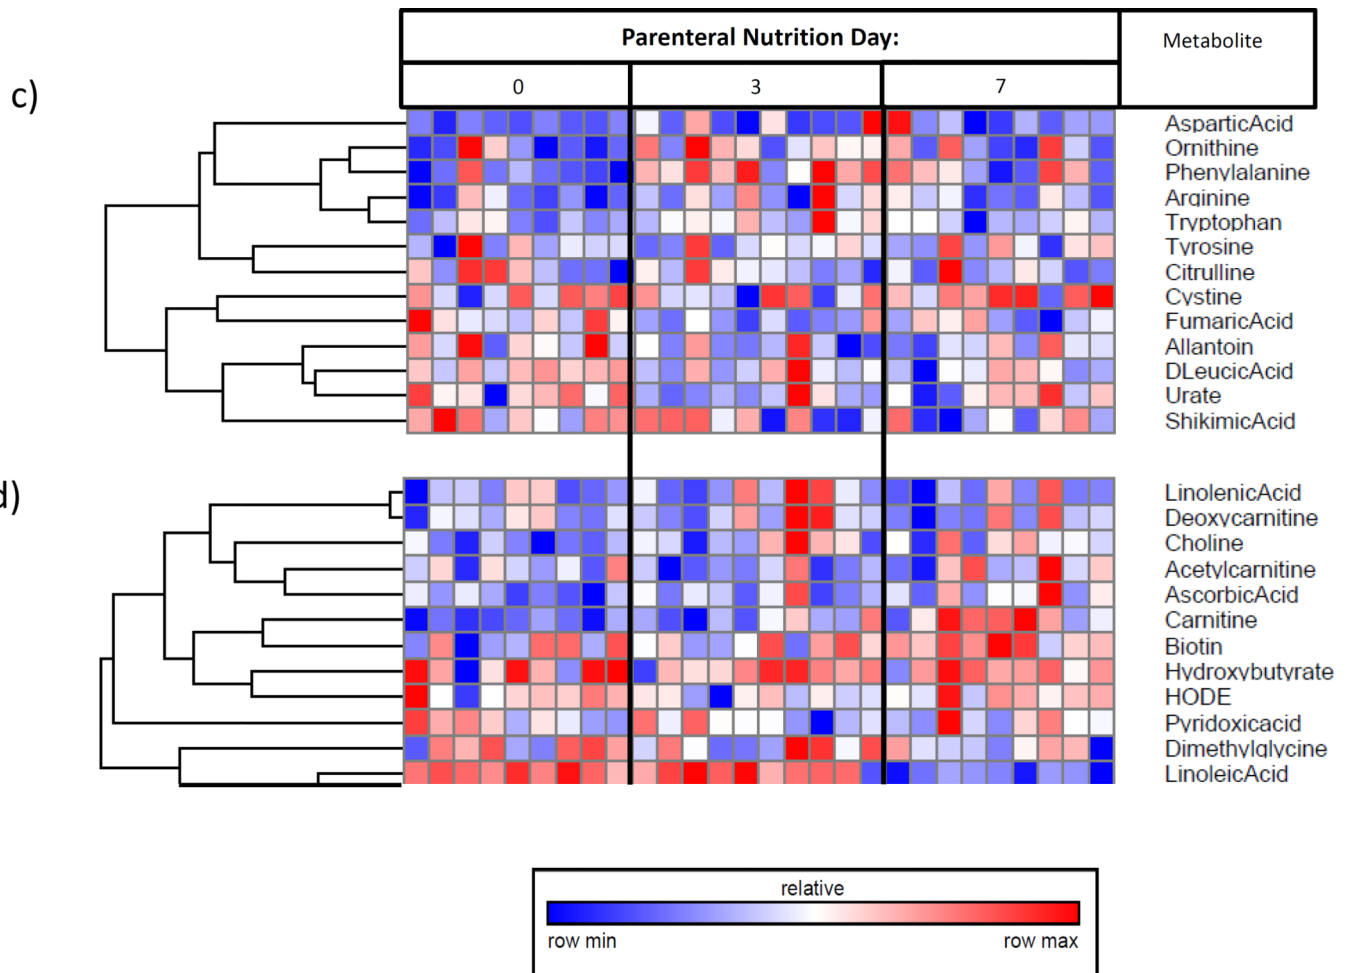 Parenteral Nutrition Day:
Metabolite
0
3
7
c)
AsparticAcid
Ornithine
Phenylalanine
Arginine
Tryptophan
Tyrosine
Citrulline
Cystine
FumaricAcid
Allantoin
DLeucicAcid
Urate
ShikimicAcid
d)
LinolenicAcid
Deoxycarnitine
Choline
Acetylcarnitine
AscorbicAcid
Carnitine
Biotin
Hydroxybutyrate
HODE
Pyridoxicacid
Dimethylglycine
LinoleicAcid
relative
row min
row max